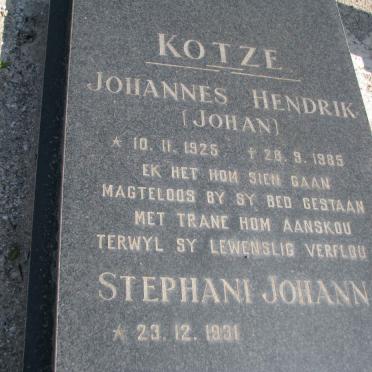 KOTZE
JOHANNES HENDRIK
[JOHAN]
* 10. 11. 1925 + 28. 9. 1985
EK HET HOM SIEN GAAN
MAGTELOOS BY SY BED GESTAAN
MET TRANE HOM AANSKOU
TERWYL SY LEWENSLIG VERFLOU
STEPHANI JOHANN
* 23. 12. 1931